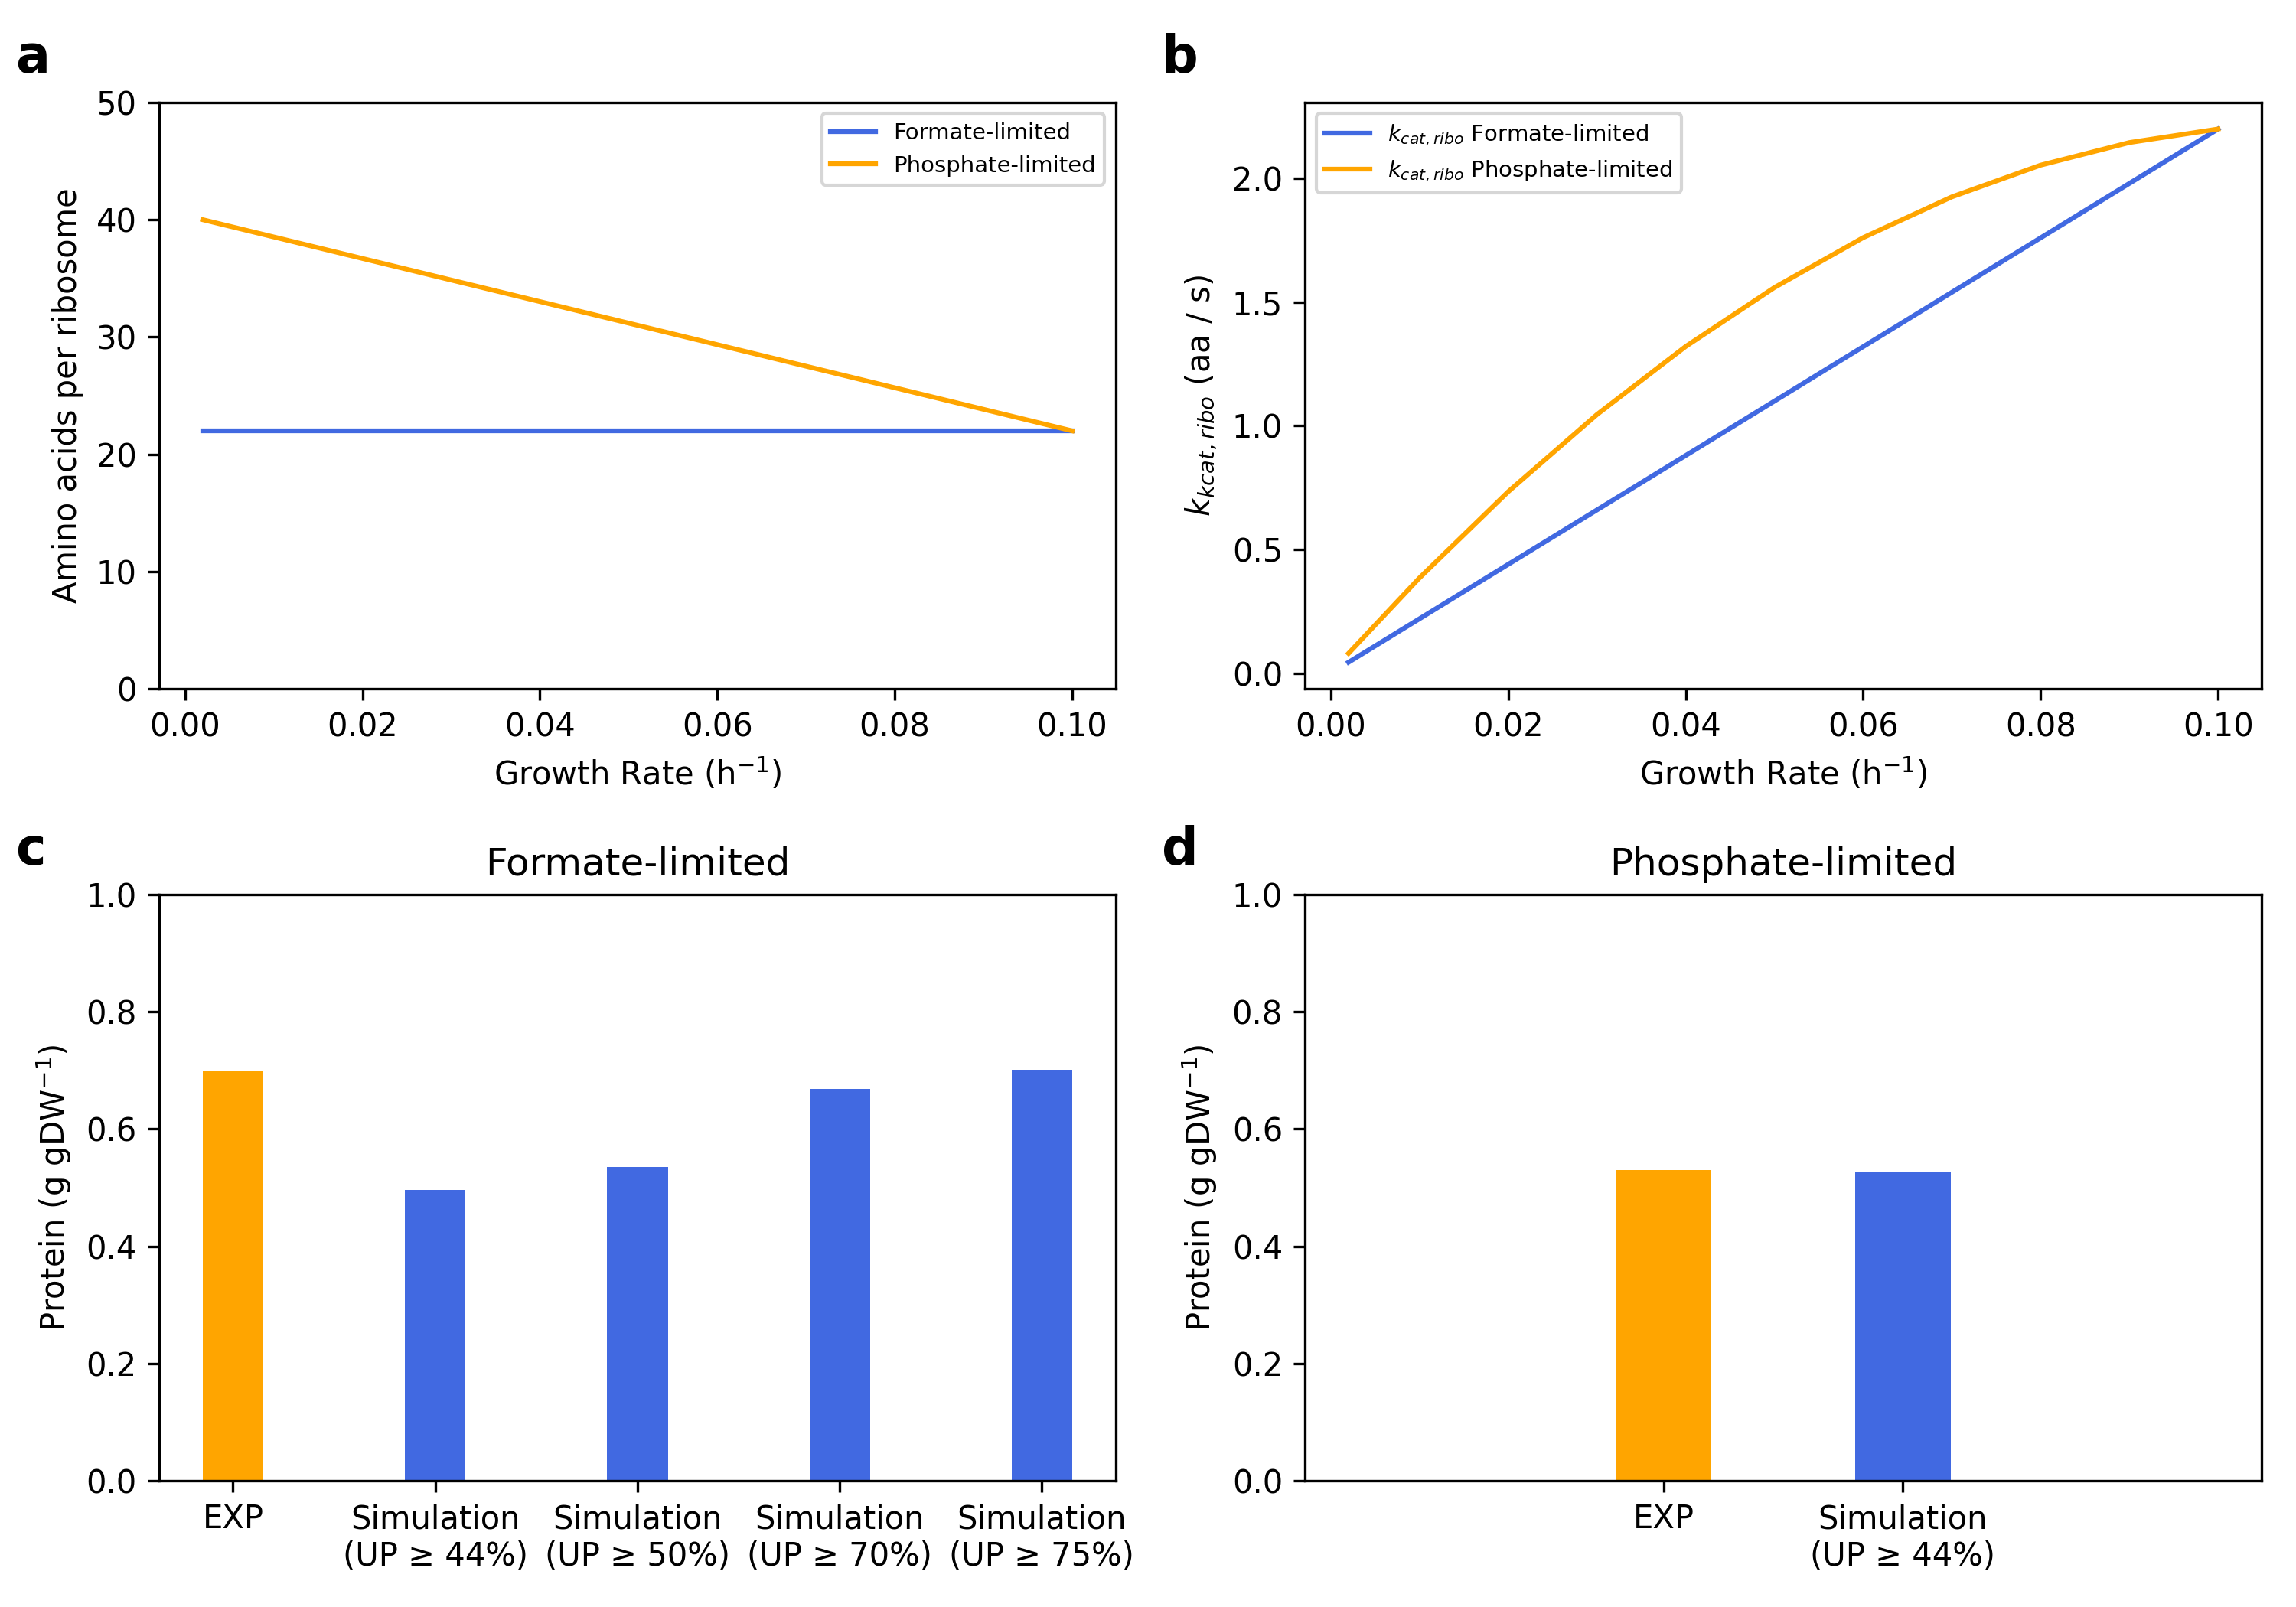 a
50
40
30
20
10
0
Amino acids per ribosome
Formate-limited
Phosphate-limited
0.00 0.02 0.04 0.06 0.08 0.10
Growth Rate (h⁻¹)
b
2.0
1.5
1.0
0.5
0.0
k_{kcat,ribo} (aa / s)
k_{cat,ribo} Formate-limited
k_{cat,ribo} Phosphate-limited
0.00 0.02 0.04 0.06 0.08 0.10
Growth Rate (h⁻¹)
c
Formate-limited
1.0
0.8
0.6
0.4
0.2
0.0
Protein (g gDW⁻¹)
EXP Simulation Simulation Simulation Simulation
(UP ≥ 44%) (UP ≥ 50%) (UP ≥ 70%) (UP ≥ 75%)
d
Phosphate-limited
1.0
0.8
0.6
0.4
0.2
0.0
Protein (g gDW⁻¹)
EXP Simulation
(UP ≥ 44%)